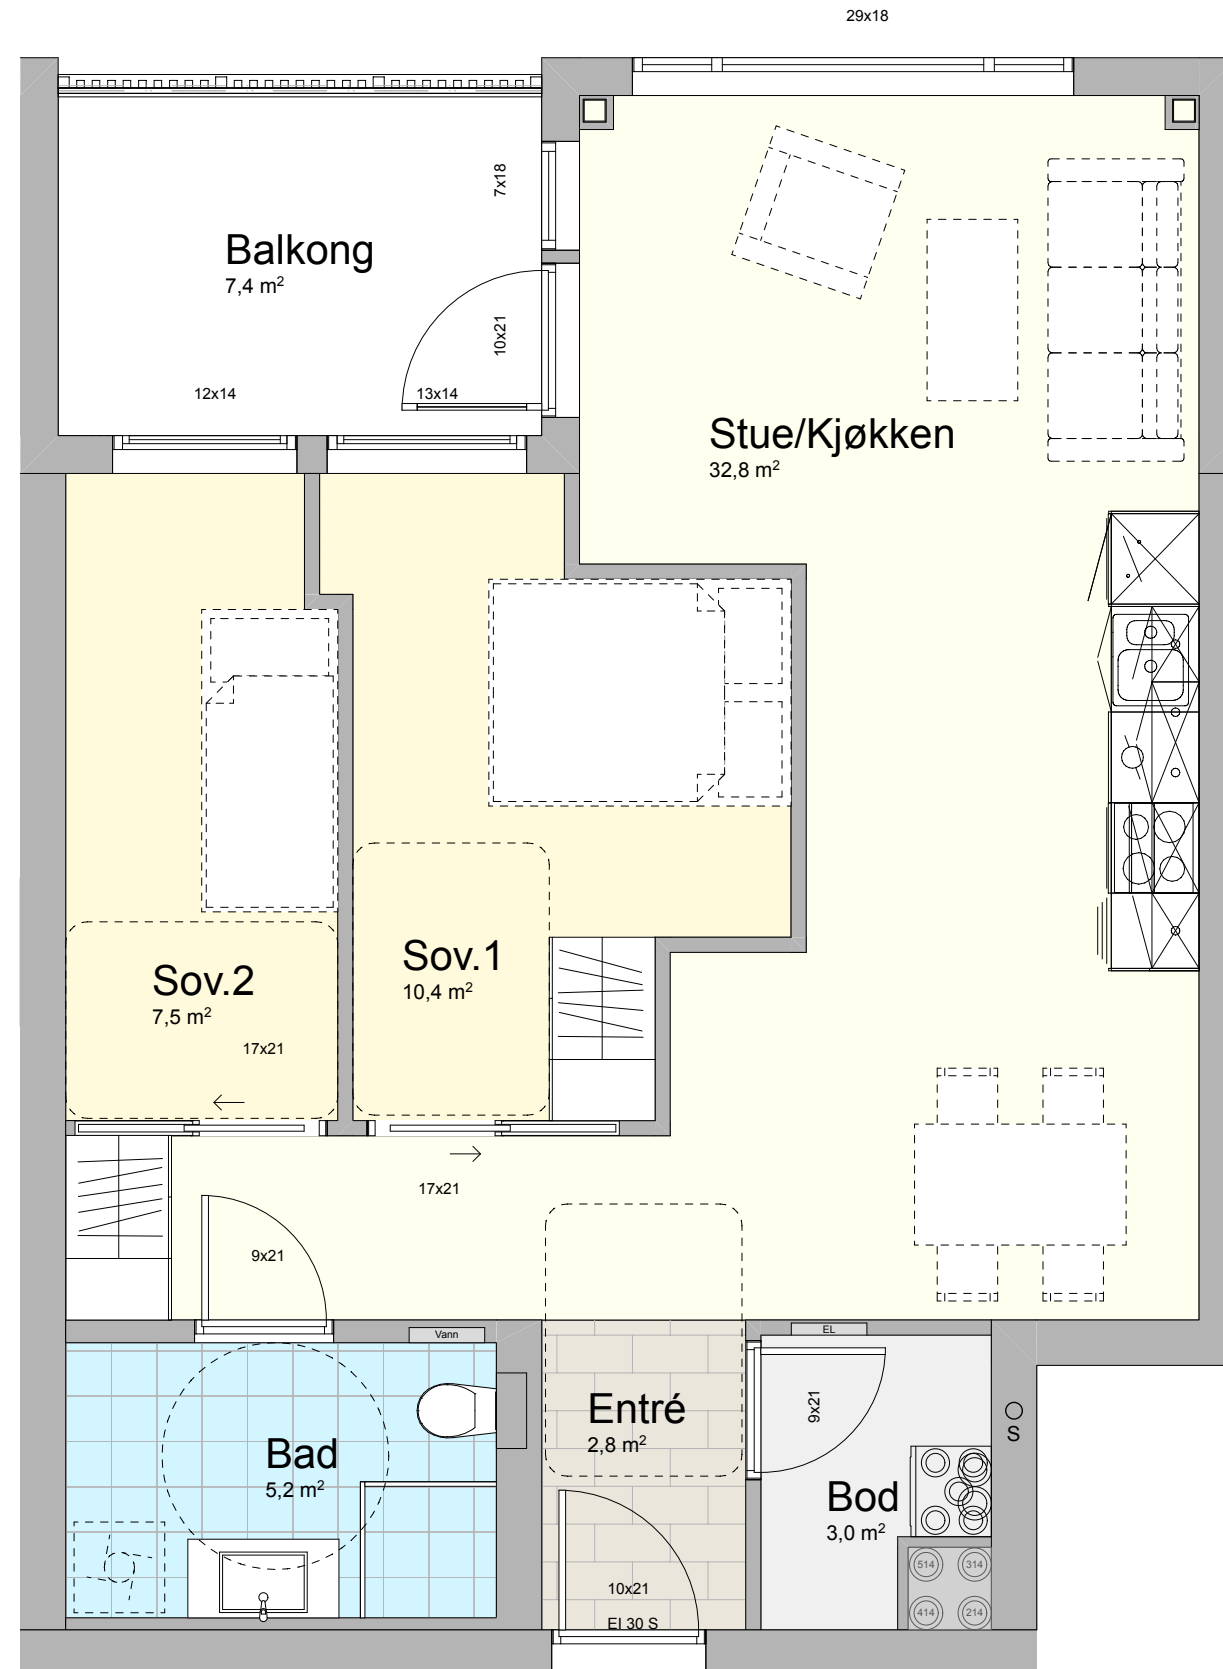 29x18
7x18
Balkong
7,4 m²
10x21
12x14
13x14
Stue/Kjøkken
32,8 m²
Sov.1
10,4 m²
Sov.2
7,5 m²
17x21
17x21
9x21
Vann
EL
Entré
2,8 m²
9x21
S
Bad
5,2 m²
Bod
3,0 m²
514
314
10x21
414
214
EI 30 S